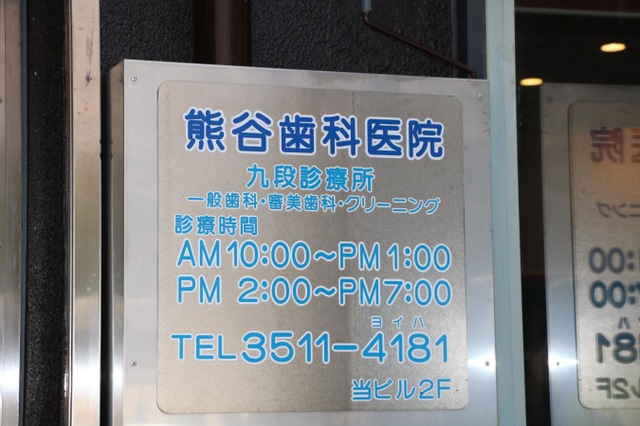 熊谷歯科医院
九段診療所
一般歯科・審美歯科・クリーニング
診療時間
AM 10:00～PM 1:00
PM 2:00～PM 7:00
ヨイハ
TEL 3511-4181
当ビル2F